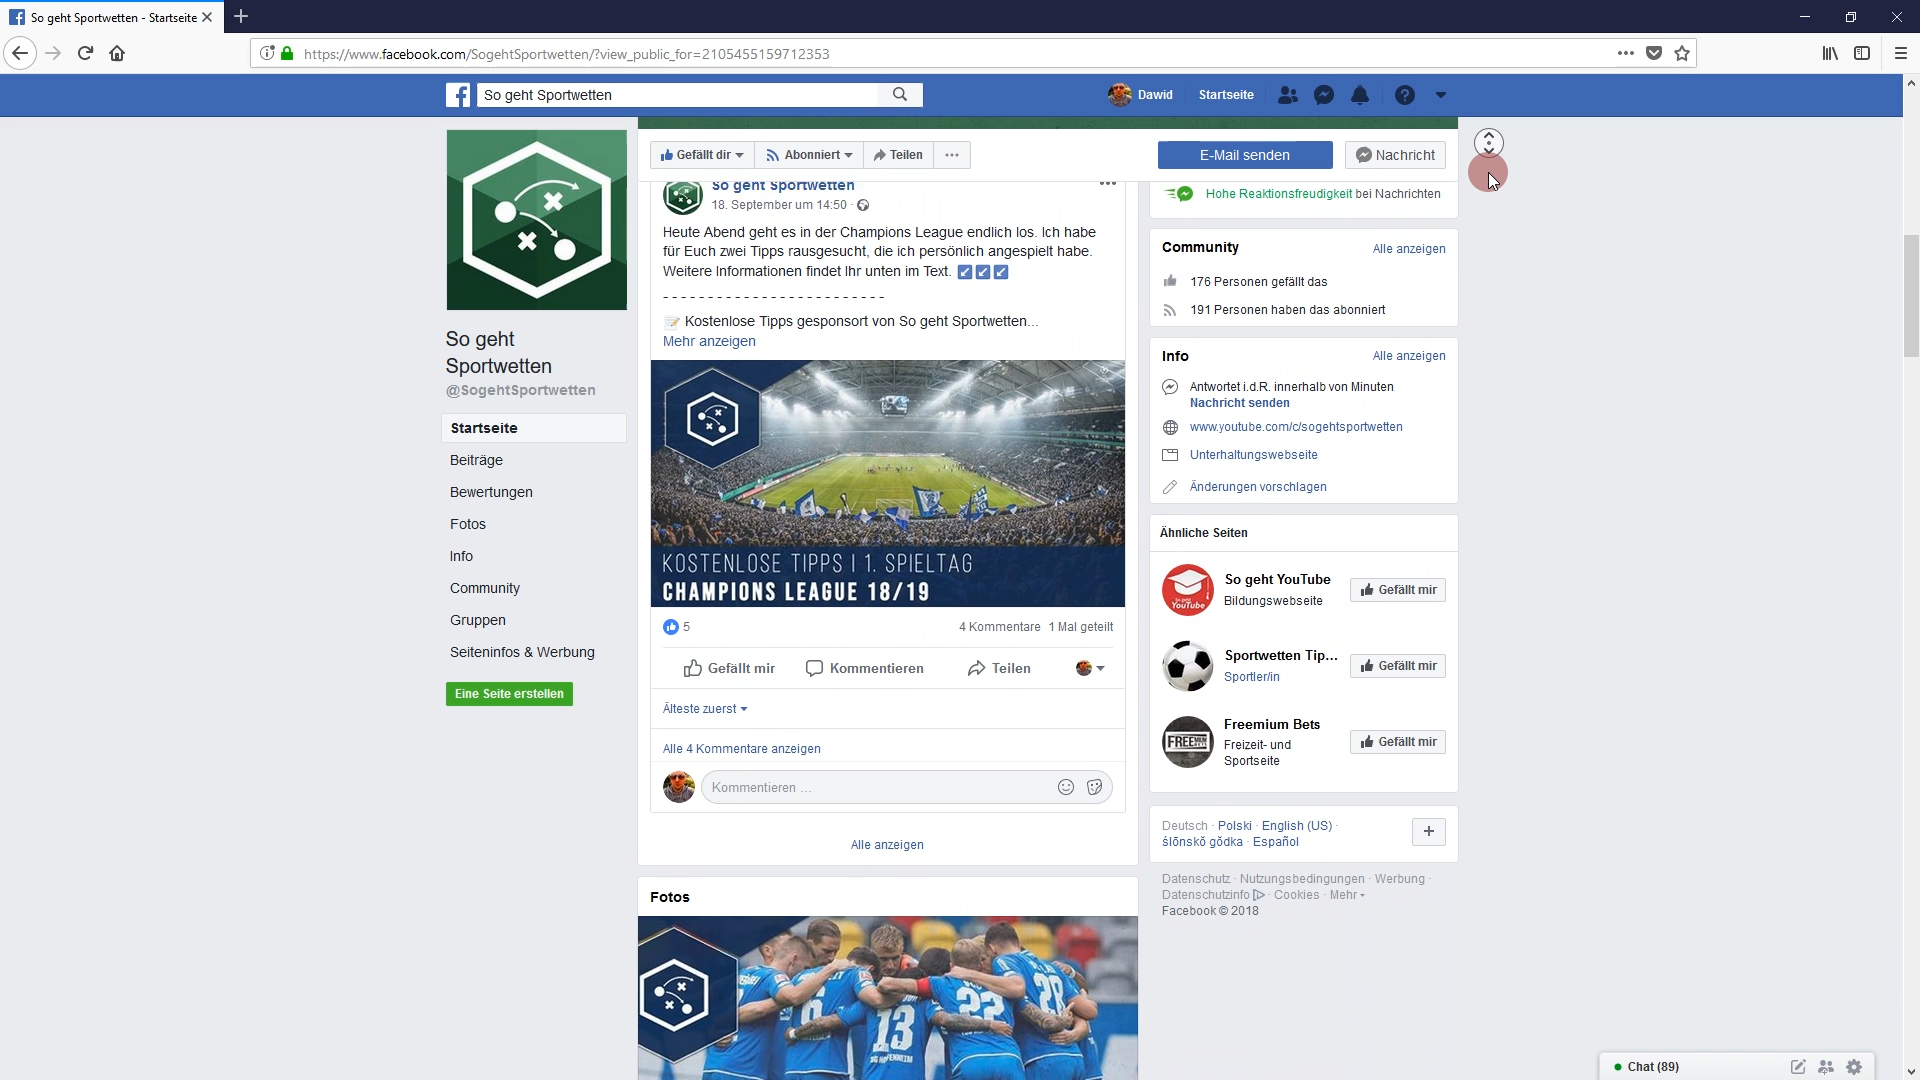 So geht Sportwetten - Startseite
https://www.facebook.com/SogehtSportwetten/?view_public_for=2105455159712353
So geht Sportwetten
Dawid
Startseite
Gefällt dir
Abonniert
Teilen
E-Mail senden
Nachricht
So geht Sportwetten
@SogehtSportwetten
Startseite
Beiträge
Bewertungen
Fotos
Info
Community
Gruppen
Seiteninfos & Werbung
Eine Seite erstellen
So geht Sportwetten
18. September um 14:50 ·
Heute Abend geht es in der Champions League endlich los. Ich habe
für Euch zwei Tipps rausgesucht, die ich persönlich angespielt habe.
Weitere Informationen findet Ihr unten im Text. ↙️↙️↙️
- - - - - - - - - - - - - - - - - - - - - - - - -
📝 Kostenlose Tipps gesponsort von So geht Sportwetten...
Mehr anzeigen
KOSTENLOSE TIPPS | 1. SPIELTAG
CHAMPIONS LEAGUE 18/19
5
4 Kommentare 1 Mal geteilt
Gefällt mir
Kommentieren
Teilen
Älteste zuerst
Alle 4 Kommentare anzeigen
Kommentieren ...
Alle anzeigen
Fotos
6
13
22
28
Hohe Reaktionsfreudigkeit bei Nachrichten
Community
Alle anzeigen
176 Personen gefällt das
191 Personen haben das abonniert
Info
Alle anzeigen
Antwortet i.d.R. innerhalb von Minuten
Nachricht senden
www.youtube.com/c/sogehtsportwetten
Unterhaltungswebseite
Änderungen vorschlagen
Ähnliche Seiten
So geht
YouTube
So geht YouTube
Bildungswebseite
Gefällt mir
Sportwetten Tip...
Sportler/in
Gefällt mir
Freemium Bets
Freizeit- und
Sportseite
Gefällt mir
Deutsch · Polski · English (US) ·
ślōnskŏ gŏdka · Español
Datenschutz · Nutzungsbedingungen · Werbung ·
Datenschutzinfo · Cookies · Mehr
Facebook © 2018
Chat (89)